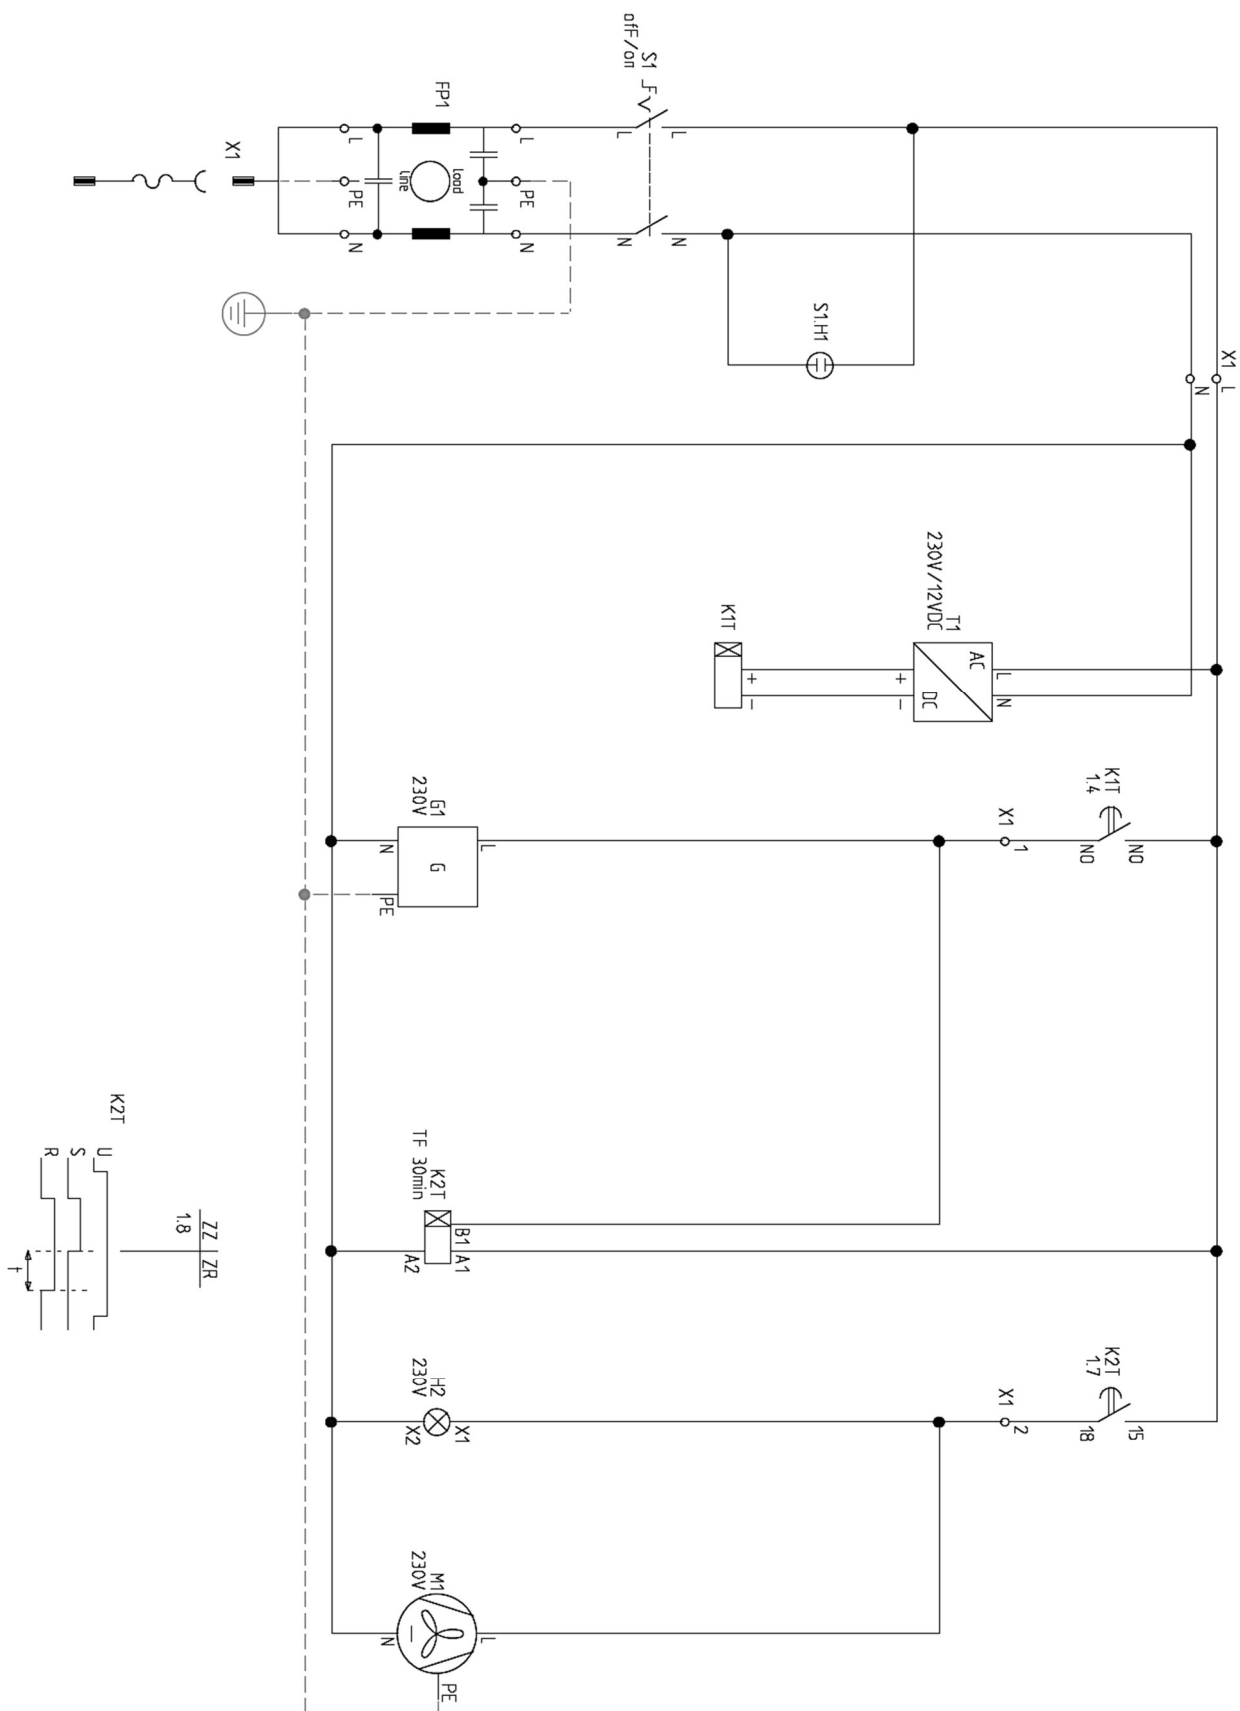 X1
L
N
S1
off/on
L
L
N
N
S1.H1
FP1
L
PE
N
Load
Line
L
PE
N
X1
T1
230V/12VDC
AC
DC
L
N
+
-
K1T
+
-
K1T
1.4
NO
NO
X1
1
G1
230V
G
L
N
PE
K2T
TF 30min
B1
A1
A2
K2T
1.7
15
18
X1
2
H2
230V
X1
X2
M1
230V
L
N
PE
ZZ
ZR
1.8
K2T
U
S
R
t